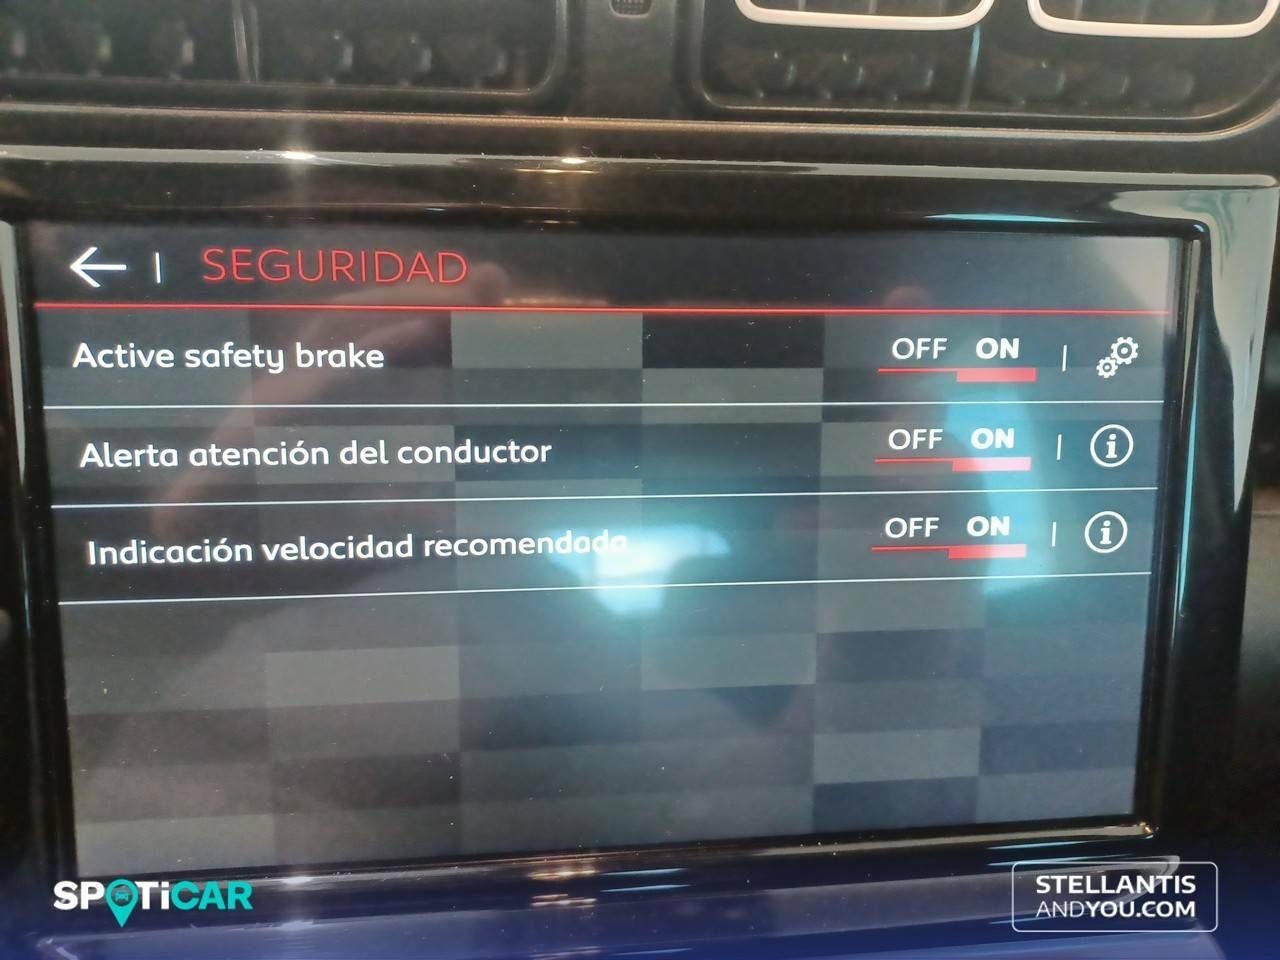 SEGURIDAD
Active safety brake OFF ON
Alerta atención del conductor OFF ON
Indicación velocidad recomendada OFF ON
SPOTiCAR
STELLANTIS
ANDYOU.COM